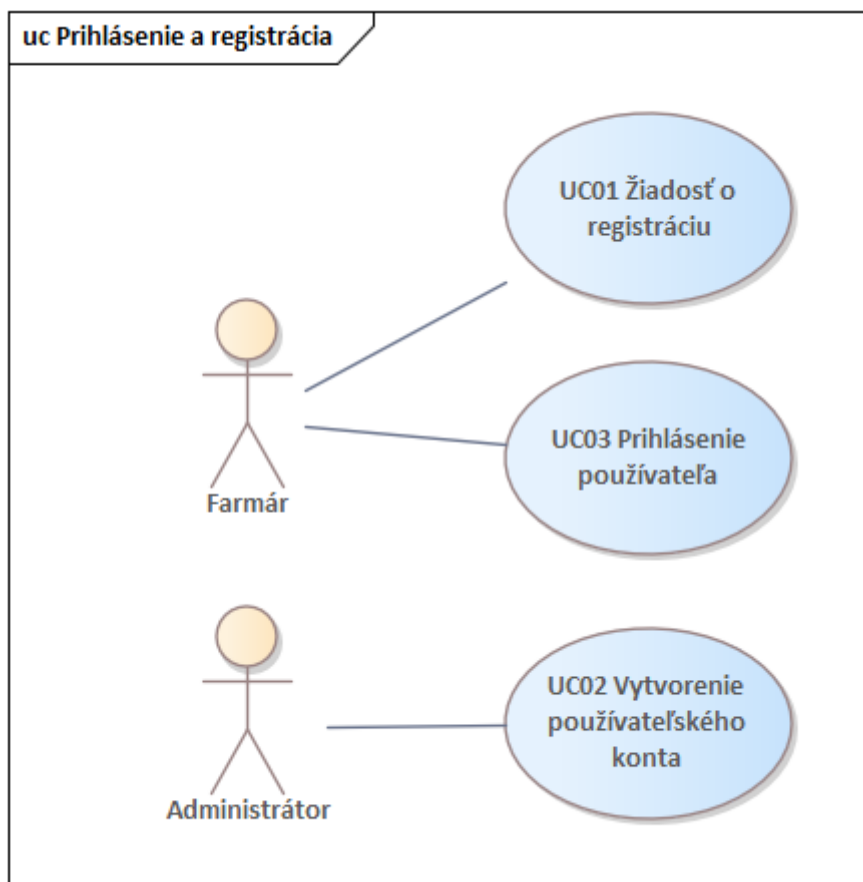 uc Prihlásenie a registrácia
UC01 Žiadosť o
registráciu
UC03 Prihlásenie
používateľa
Farmár
UC02 Vytvorenie
používateľského
konta
Administrátor